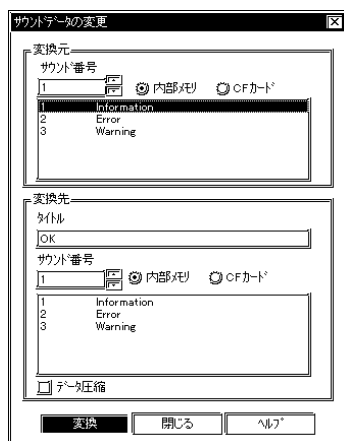 サウンドデータの変更
変換元
サウンド番号
1 内部メモリ CFカード
1 Information
2 Error
3 Warning
変換先
タイトル
OK
サウンド番号
1 内部メモリ CFカード
1 Information
2 Error
3 Warning
データ圧縮
変換 閉じる ヘルプ